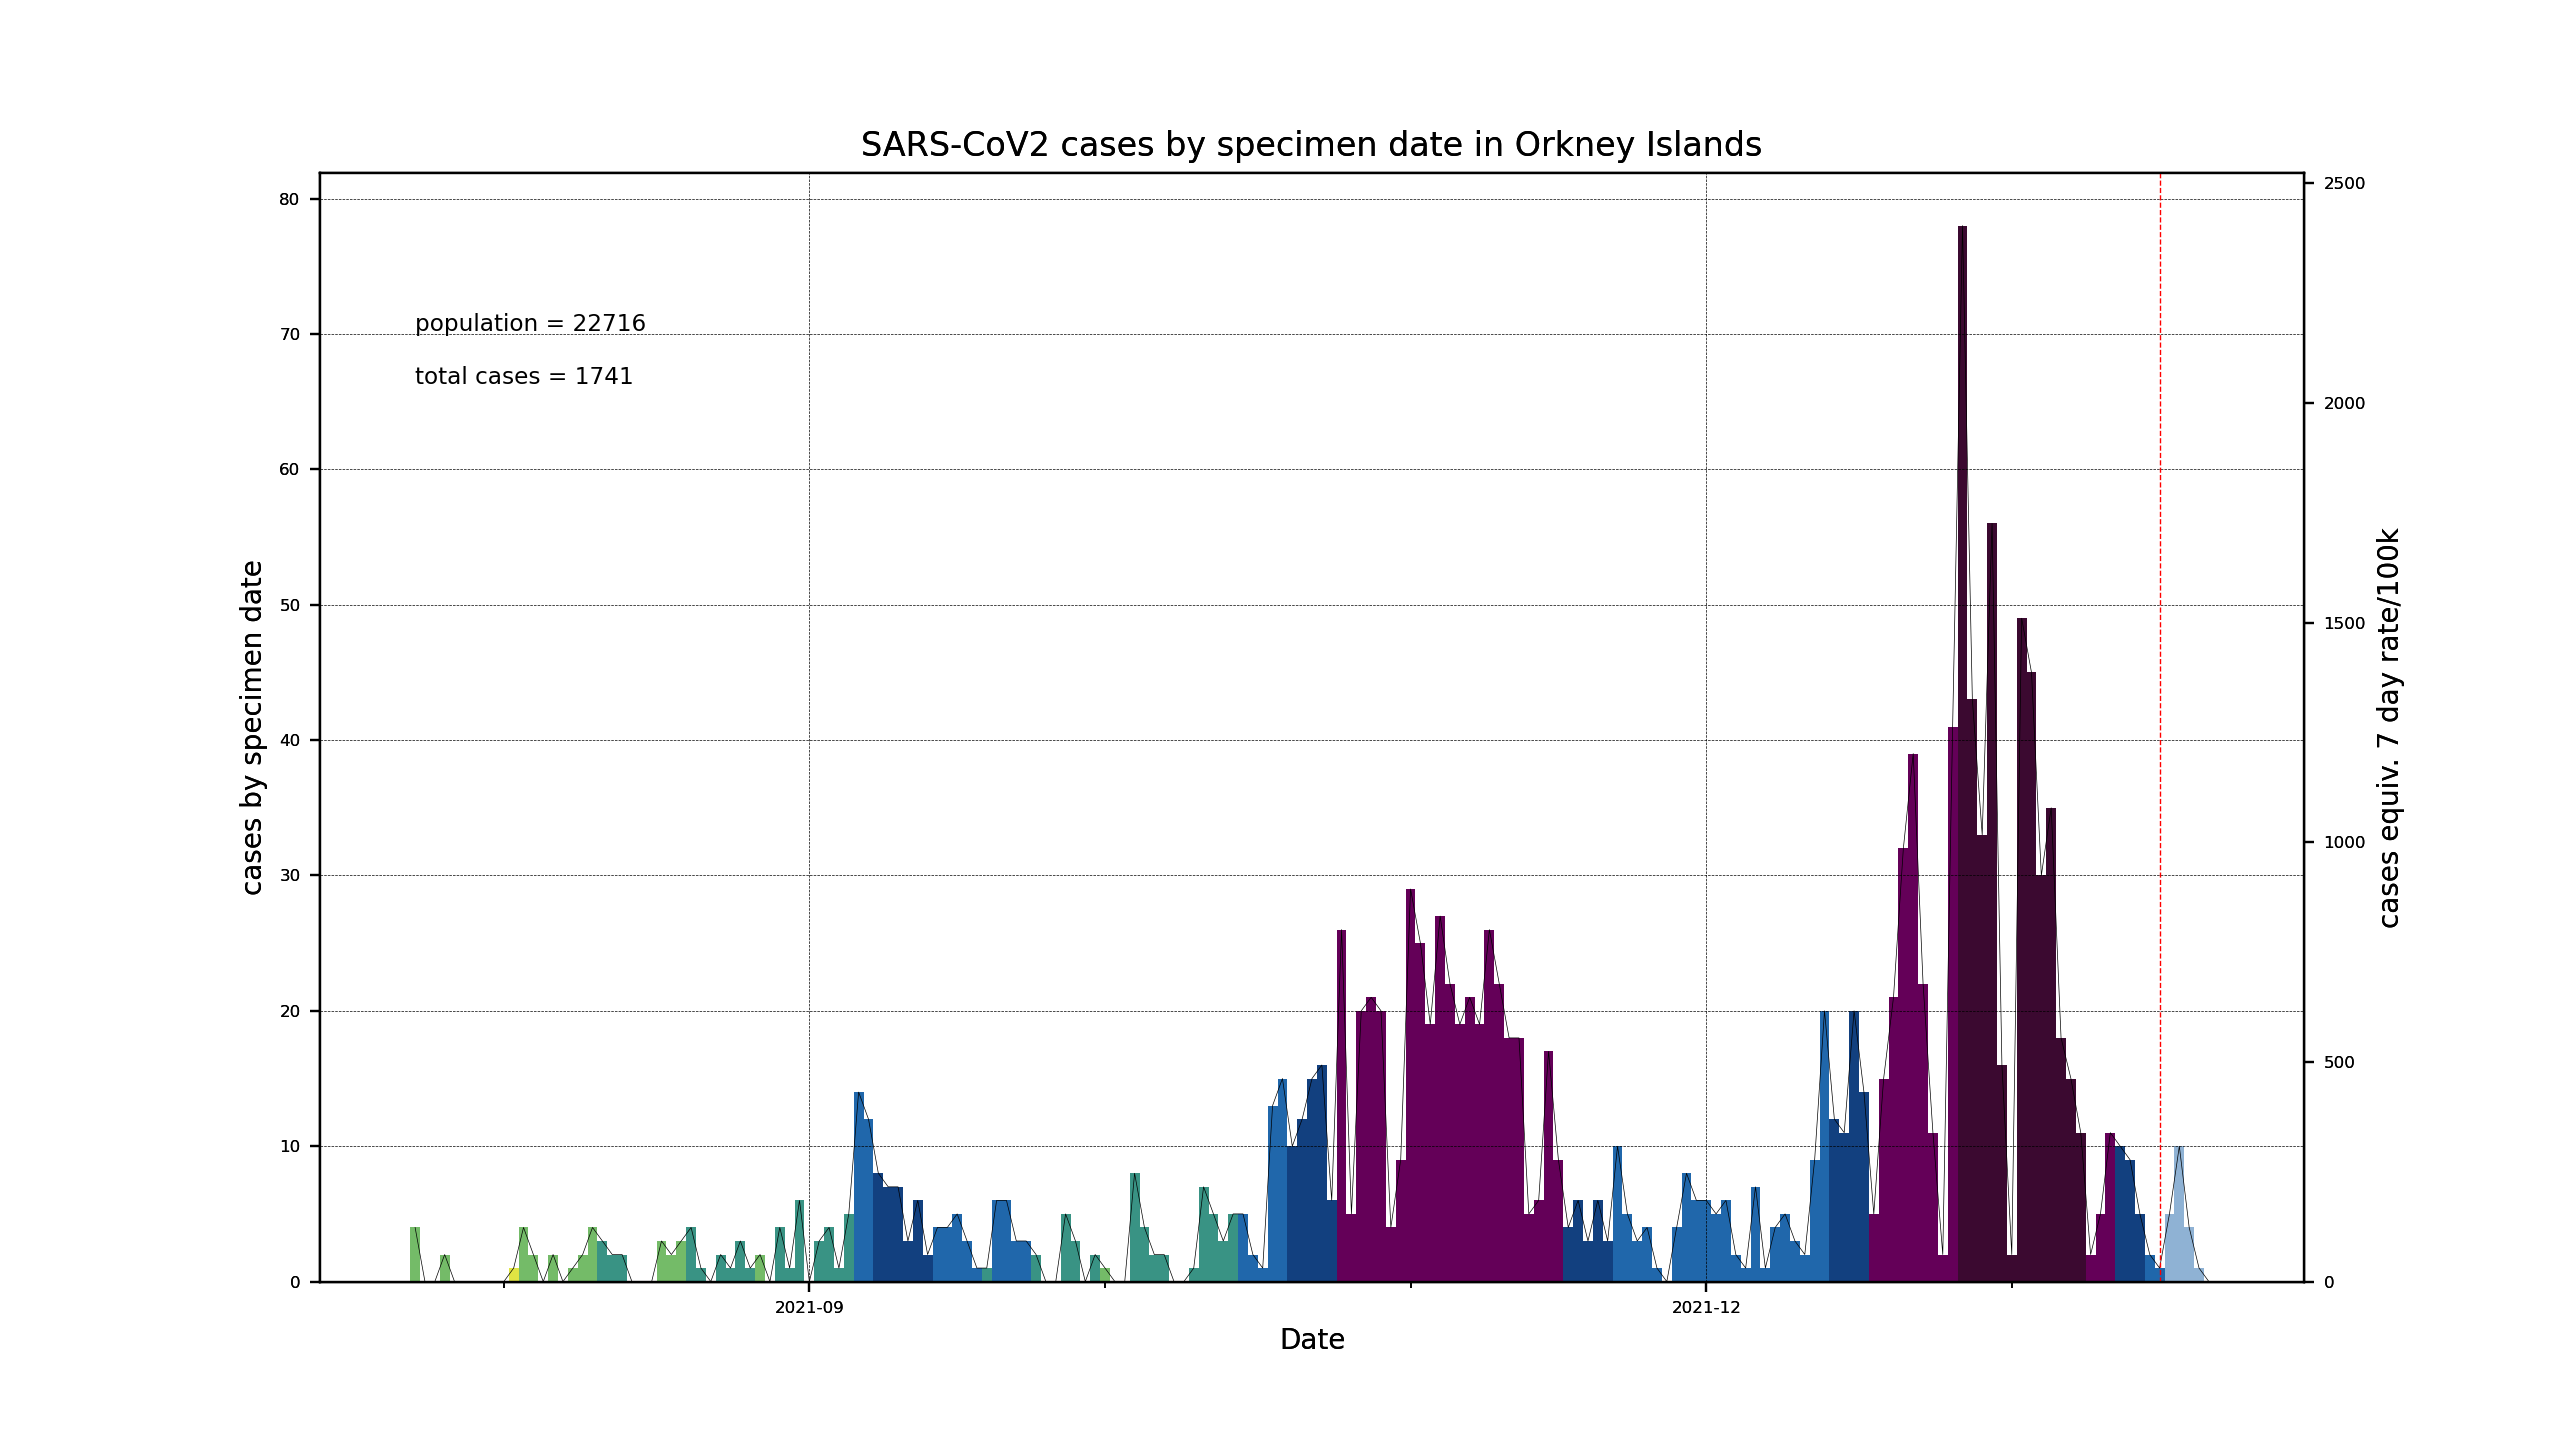 SARS-CoV2 cases by specimen date in Orkney Islands
population = 22716
total cases = 1741
cases by specimen date
80
70
60
50
40
30
20
10
0
2500
2000
1500
1000
500
0
cases equiv. 7 day rate/100k
2021-09
2021-12
Date